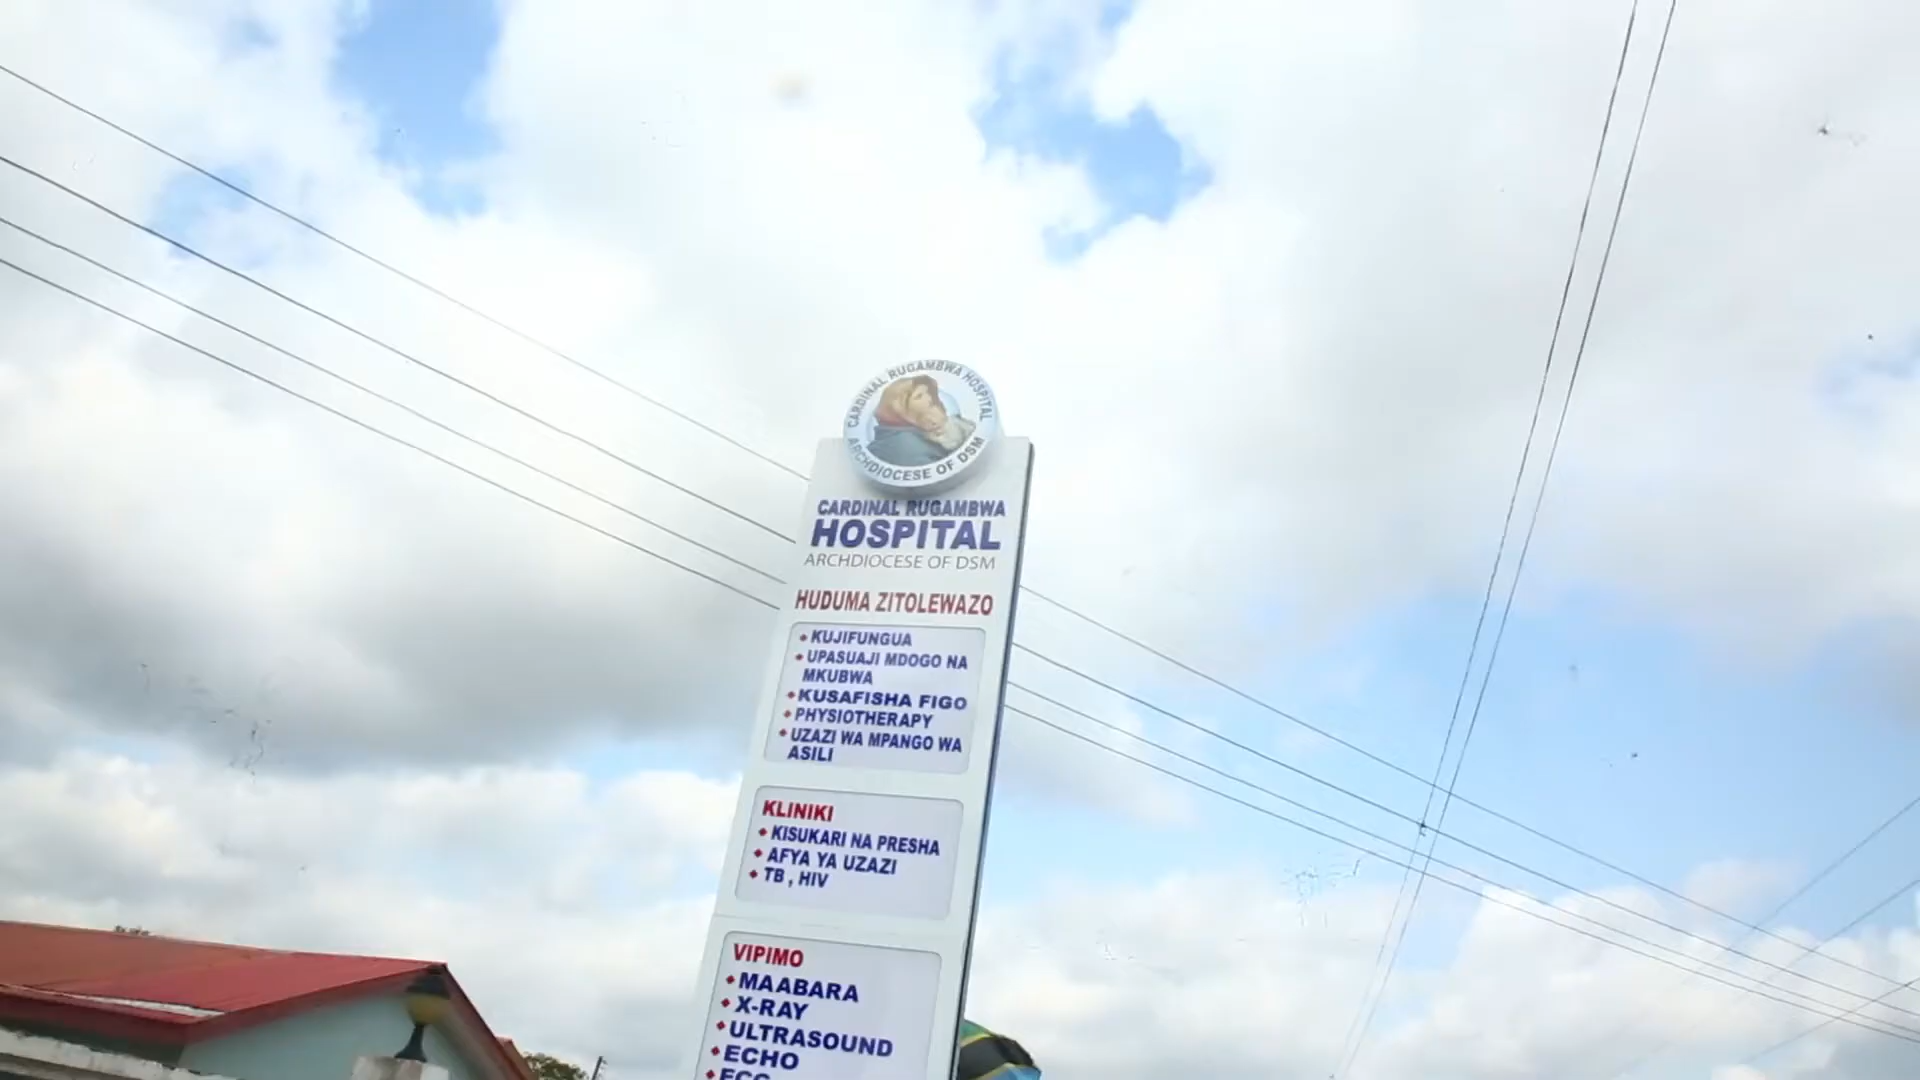 CARDINAL RUGAMBWA HOSPITAL
ARCHDIOCESE OF DSM
CARDINAL RUGAMBWA
HOSPITAL
ARCHDIOCESE OF DSM
HUDUMA ZITOLEWAZO
KUJIFUNGUA
UPASUAJI MDOGO NA
MKUBWA
KUSAFISHA FIGO
PHYSIOTHERAPY
UZAZI WA MPANGO WA
ASILI
KLINIKI
KISUKARI NA PRESHA
AFYA YA UZAZI
TB , HIV
VIPIMO
MAABARA
X-RAY
ULTRASOUND
ECHO